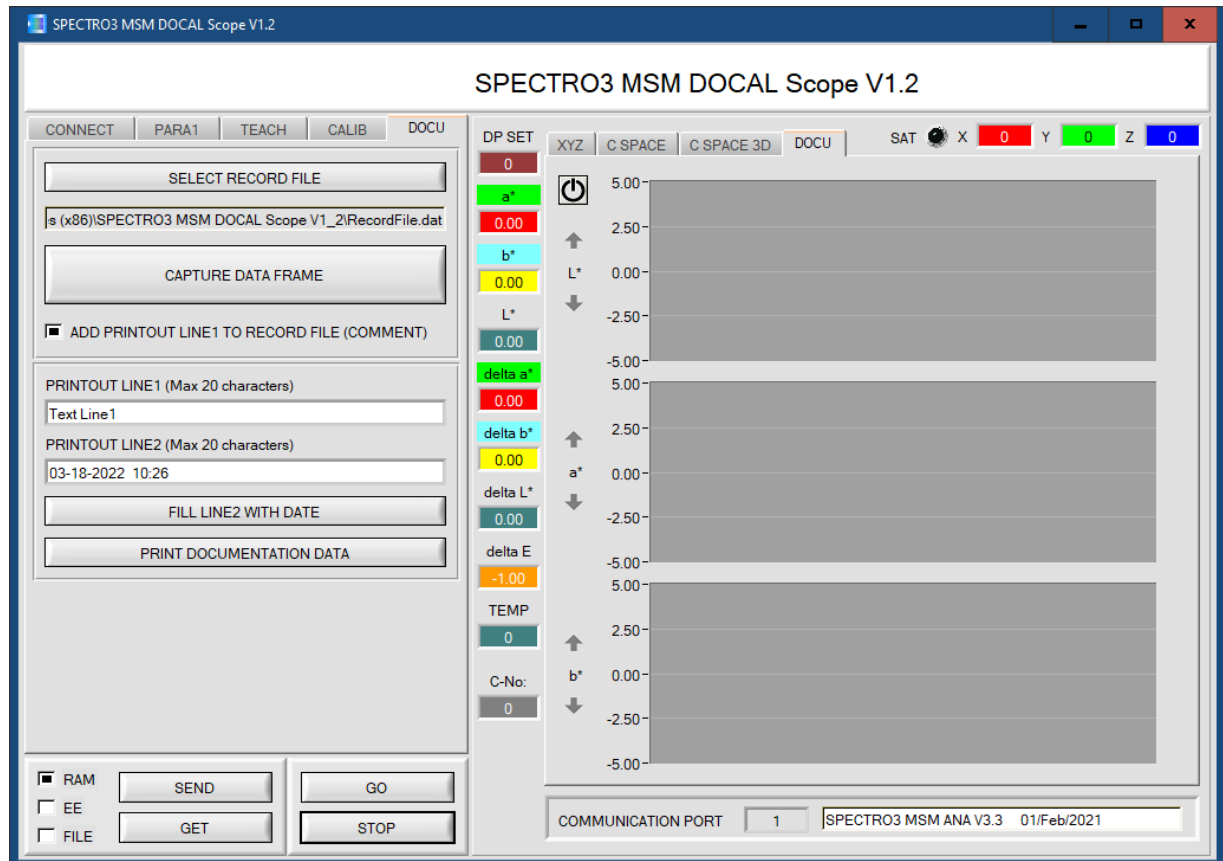 SPECTRO3 MSM DOCAL Scope V1.2
SPECTRO3 MSM DOCAL Scope V1.2
CONNECT PARA1 TEACH CALIB DOCU
SELECT RECORD FILE
s (x86)\SPECTRO3 MSM DOCAL Scope V1_2\RecordFile.dat
CAPTURE DATA FRAME
ADD PRINTOUT LINE1 TO RECORD FILE (COMMENT)
PRINTOUT LINE1 (Max 20 characters)
Text Line1
PRINTOUT LINE2 (Max 20 characters)
03-18-2022 10:26
FILL LINE2 WITH DATE
PRINT DOCUMENTATION DATA
RAM
EE
FILE
SEND
GET
GO
STOP
DP SET
0
a*
0.00
b*
0.00
L*
0.00
delta a*
0.00
delta b*
0.00
delta L*
0.00
delta E
-1.00
TEMP
0
C-No:
0
XYZ C SPACE C SPACE 3D DOCU
SAT X 0 Y 0 Z 0
5.00
2.50
L* 0.00
-2.50
-5.00
5.00
2.50
a* 0.00
-2.50
-5.00
5.00
2.50
b* 0.00
-2.50
-5.00
COMMUNICATION PORT 1 SPECTRO3 MSM ANA V3.3 01/Feb/2021